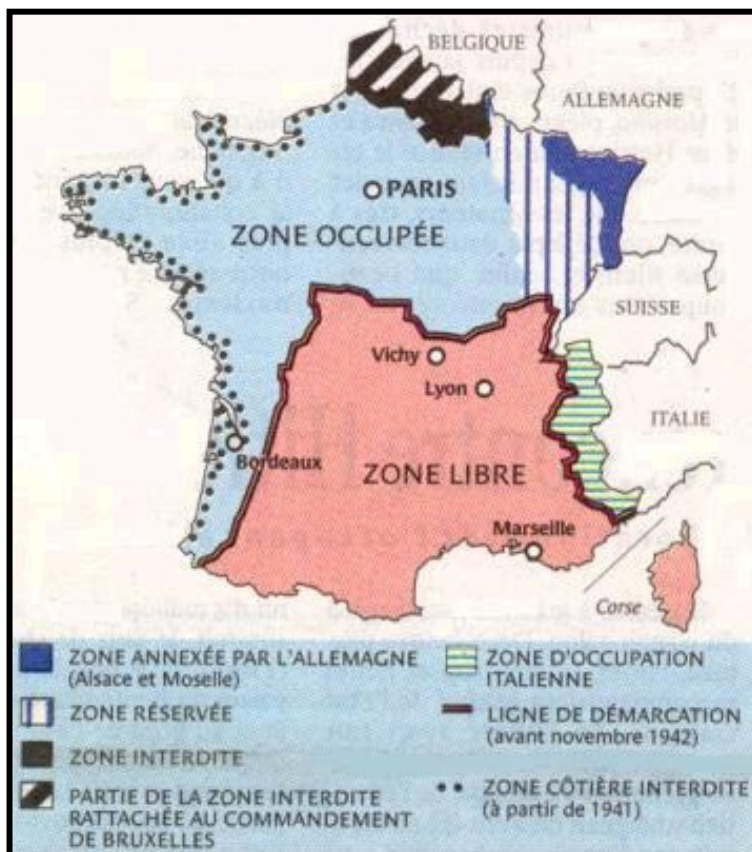 BELGIQUE
ALLEMAGNE
PARIS
ZONE OCCUPÉE
SUISSE
Vichy
Lyon
ITALIE
Bordeaux
ZONE LIBRE
Marseille
Corse
ZONE ANNEXÉE PAR L'ALLEMAGNE
(Alsace et Moselle)
ZONE RÉSERVÉE
ZONE INTERDITE
PARTIE DE LA ZONE INTERDITE
RATTACHÉE AU COMMANDEMENT
DE BRUXELLES
ZONE D'OCCUPATION
ITALIENNE
LIGNE DE DÉMARCATION
(avant novembre 1942)
ZONE CÔTIÈRE INTERDITE
(à partir de 1941)